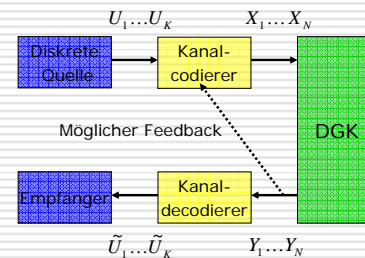 U₁…U_K
X₁…X_N
Diskrete
Quelle
Kanal-
codierer
Möglicher Feedback
DGK
Empfänger
Kanal-
decodierer
Ũ₁…Ũ_K
Y₁…Y_N